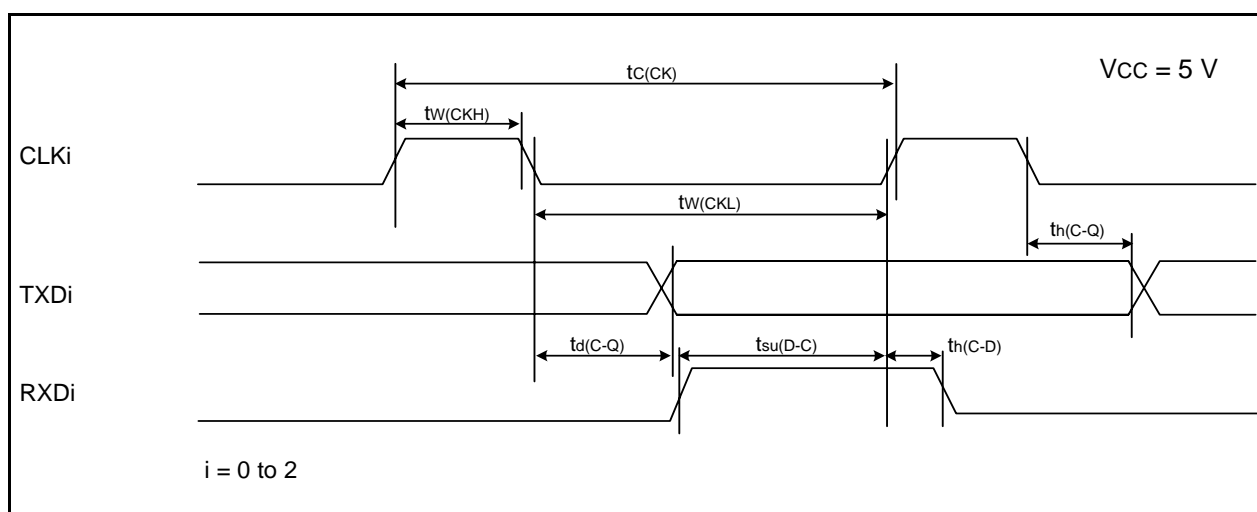 tC(CK)
VCC = 5 V
tW(CKH)
CLKi
tW(CKL)
th(C-Q)
TXDi
td(C-Q)
tsu(D-C)
th(C-D)
RXDi
i = 0 to 2